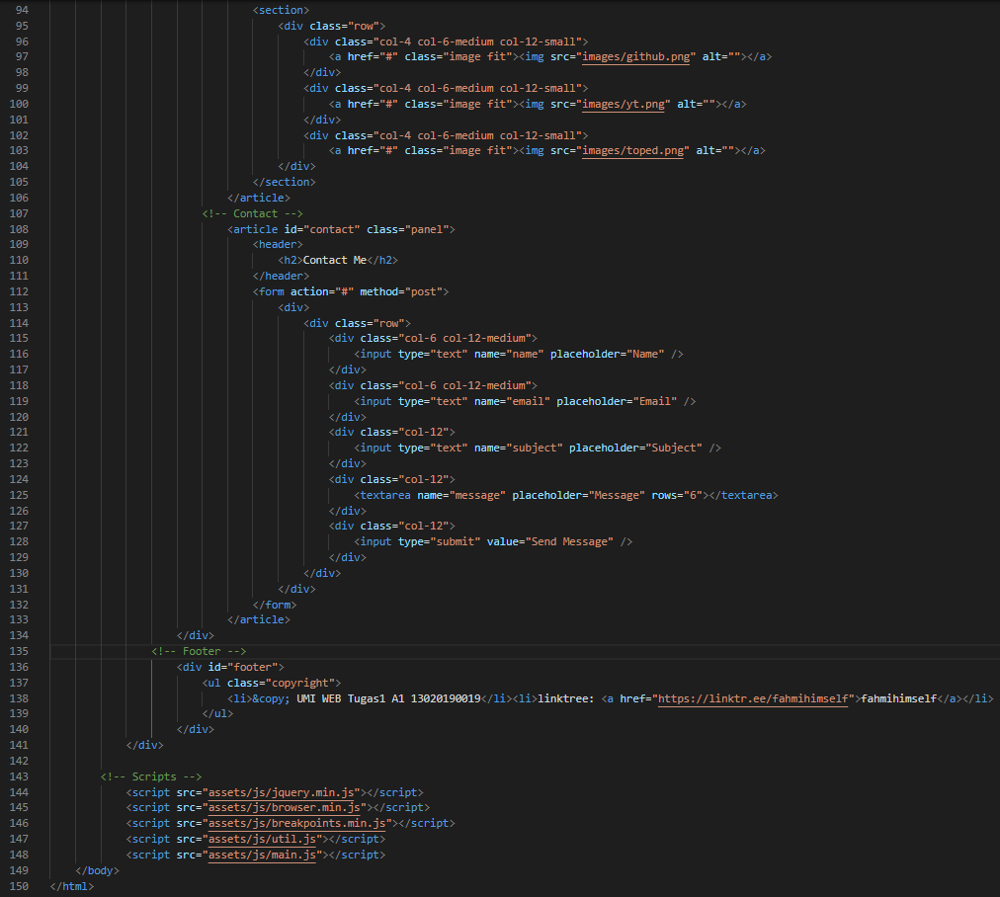 94 <section>
95 <div class="row">
96 <div class="col-4 col-6-medium col-12-small">
97 <a href="#" class="image fit"><img src="images/github.png" alt=""></a>
98 </div>
99 <div class="col-4 col-6-medium col-12-small">
100 <a href="#" class="image fit"><img src="images/yt.png" alt=""></a>
101 </div>
102 <div class="col-4 col-6-medium col-12-small">
103 <a href="#" class="image fit"><img src="images/toped.png" alt=""></a>
104 </div>
105 </section>
106 </article>
107 <!-- Contact -->
108 <article id="contact" class="panel">
109 <header>
110 <h2>Contact Me</h2>
111 </header>
112 <form action="#" method="post">
113 <div>
114 <div class="row">
115 <div class="col-6 col-12-medium">
116 <input type="text" name="name" placeholder="Name" />
117 </div>
118 <div class="col-6 col-12-medium">
119 <input type="text" name="email" placeholder="Email" />
120 </div>
121 <div class="col-12">
122 <input type="text" name="subject" placeholder="Subject" />
123 </div>
124 <div class="col-12">
125 <textarea name="message" placeholder="Message" rows="6"></textarea>
126 </div>
127 <div class="col-12">
128 <input type="submit" value="Send Message" />
129 </div>
130 </div>
131 </div>
132 </form>
133 </article>
134 </div>
135 <!-- Footer -->
136 <div id="footer">
137 <ul class="copyright">
138 <li>&copy; UMI WEB Tugas1 A1 13020190019</li><li>linktree: <a href="https://linktr.ee/fahmihimself">fahmihimself</a></li>
139 </ul>
140 </div>
141 </div>
142
143 <!-- Scripts -->
144 <script src="assets/js/jquery.min.js"></script>
145 <script src="assets/js/browser.min.js"></script>
146 <script src="assets/js/breakpoints.min.js"></script>
147 <script src="assets/js/util.js"></script>
148 <script src="assets/js/main.js"></script>
149 </body>
150 </html>